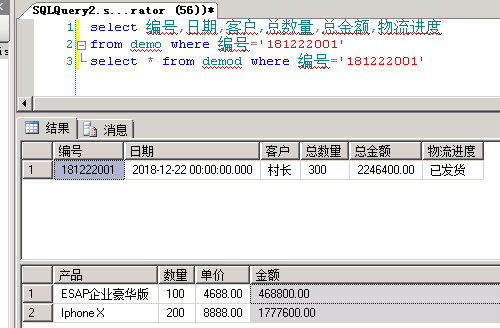 SQLQuery2.s...rator (56))*
1 select 编号,日期,客户,总数量,总金额,物流进度
2 from demo where 编号='181222001'
3 select * from demod where 编号='181222001'
结果 消息
编号 日期 客户 总数量 总金额 物流进度
1 181222001 2018-12-22 00:00:00.000 村长 300 2246400.00 已发货
产品 数量 单价 金额
1 ESAP企业豪华版 100 4688.00 468800.00
2 IphoneX 200 8888.00 1777600.00